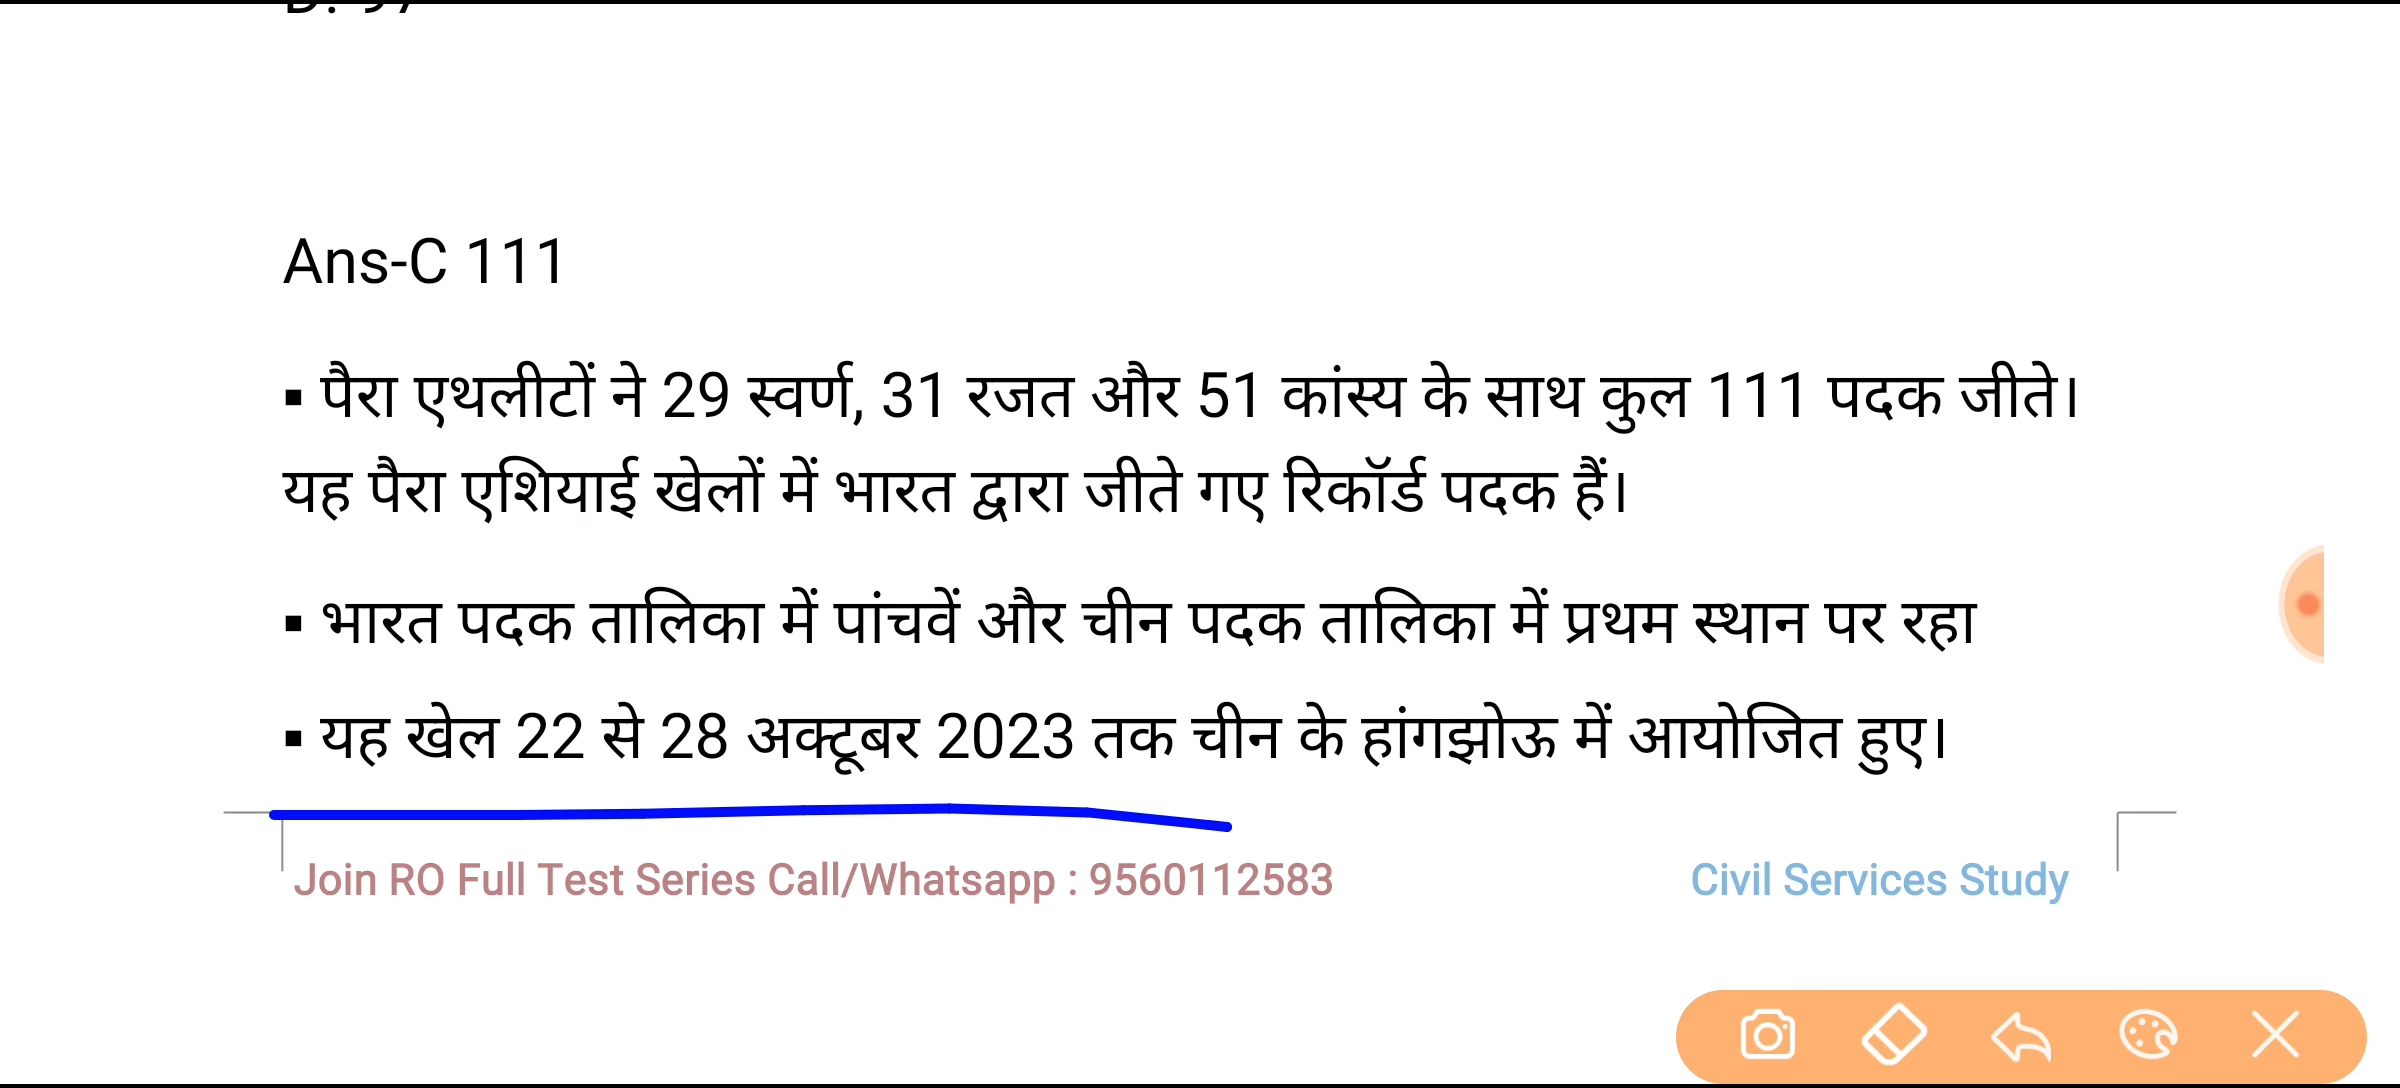 Ans-C 111
▪ पैरा एथलीटों ने 29 स्वर्ण, 31 रजत और 51 कांस्य के साथ कुल 111 पदक जीते।
यह पैरा एशियाई खेलों में भारत द्वारा जीते गए रिकॉर्ड पदक हैं।
▪ भारत पदक तालिका में पांचवें और चीन पदक तालिका में प्रथम स्थान पर रहा
▪ यह खेल 22 से 28 अक्टूबर 2023 तक चीन के हांगझोऊ में आयोजित हुए।
Join RO Full Test Series Call/Whatsapp : 9560112583
Civil Services Study